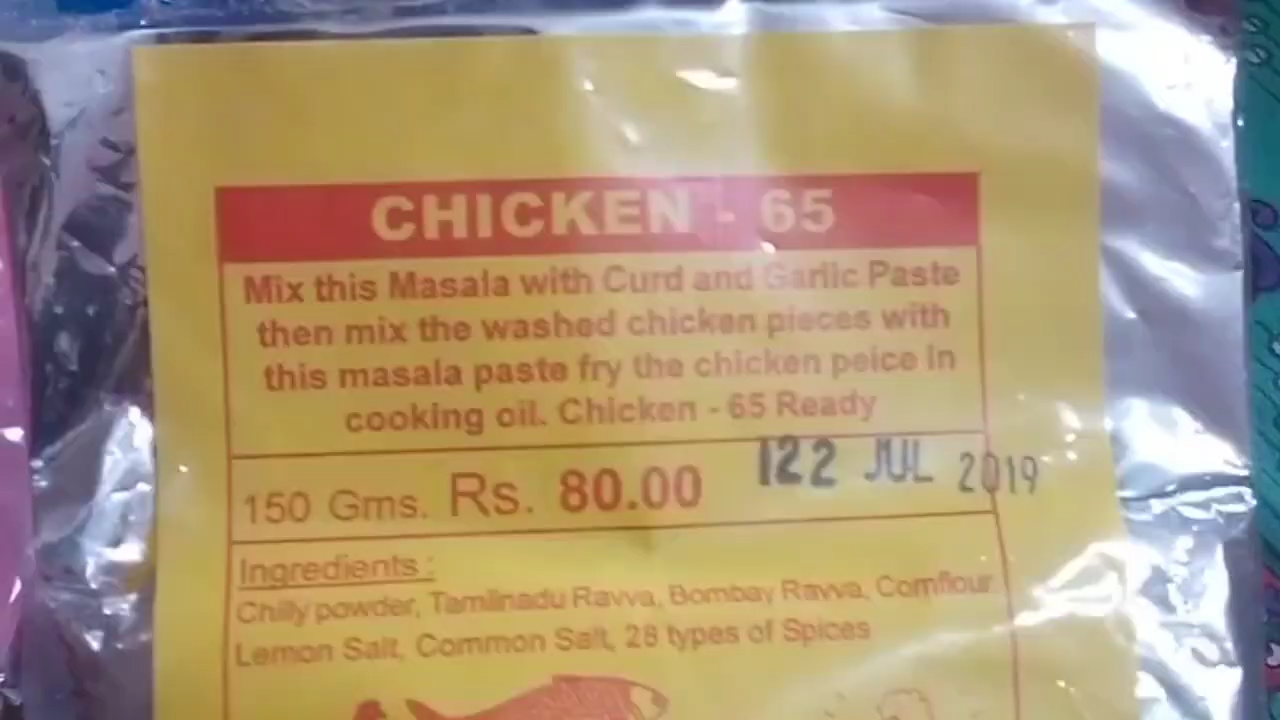 CHICKEN - 65
Mix this Masala with Curd and Garlic Paste
then mix the washed chicken pieces with
this masala paste fry the chicken peice in
cooking oil. Chicken - 65 Ready
150 Gms. Rs. 80.00 122 JUL 2019
Ingredients :
Chilly powder, Tamilnadu Ravva, Bombay Ravva, Cornflour
Lemon Salt, Common Salt, 28 types of Spices